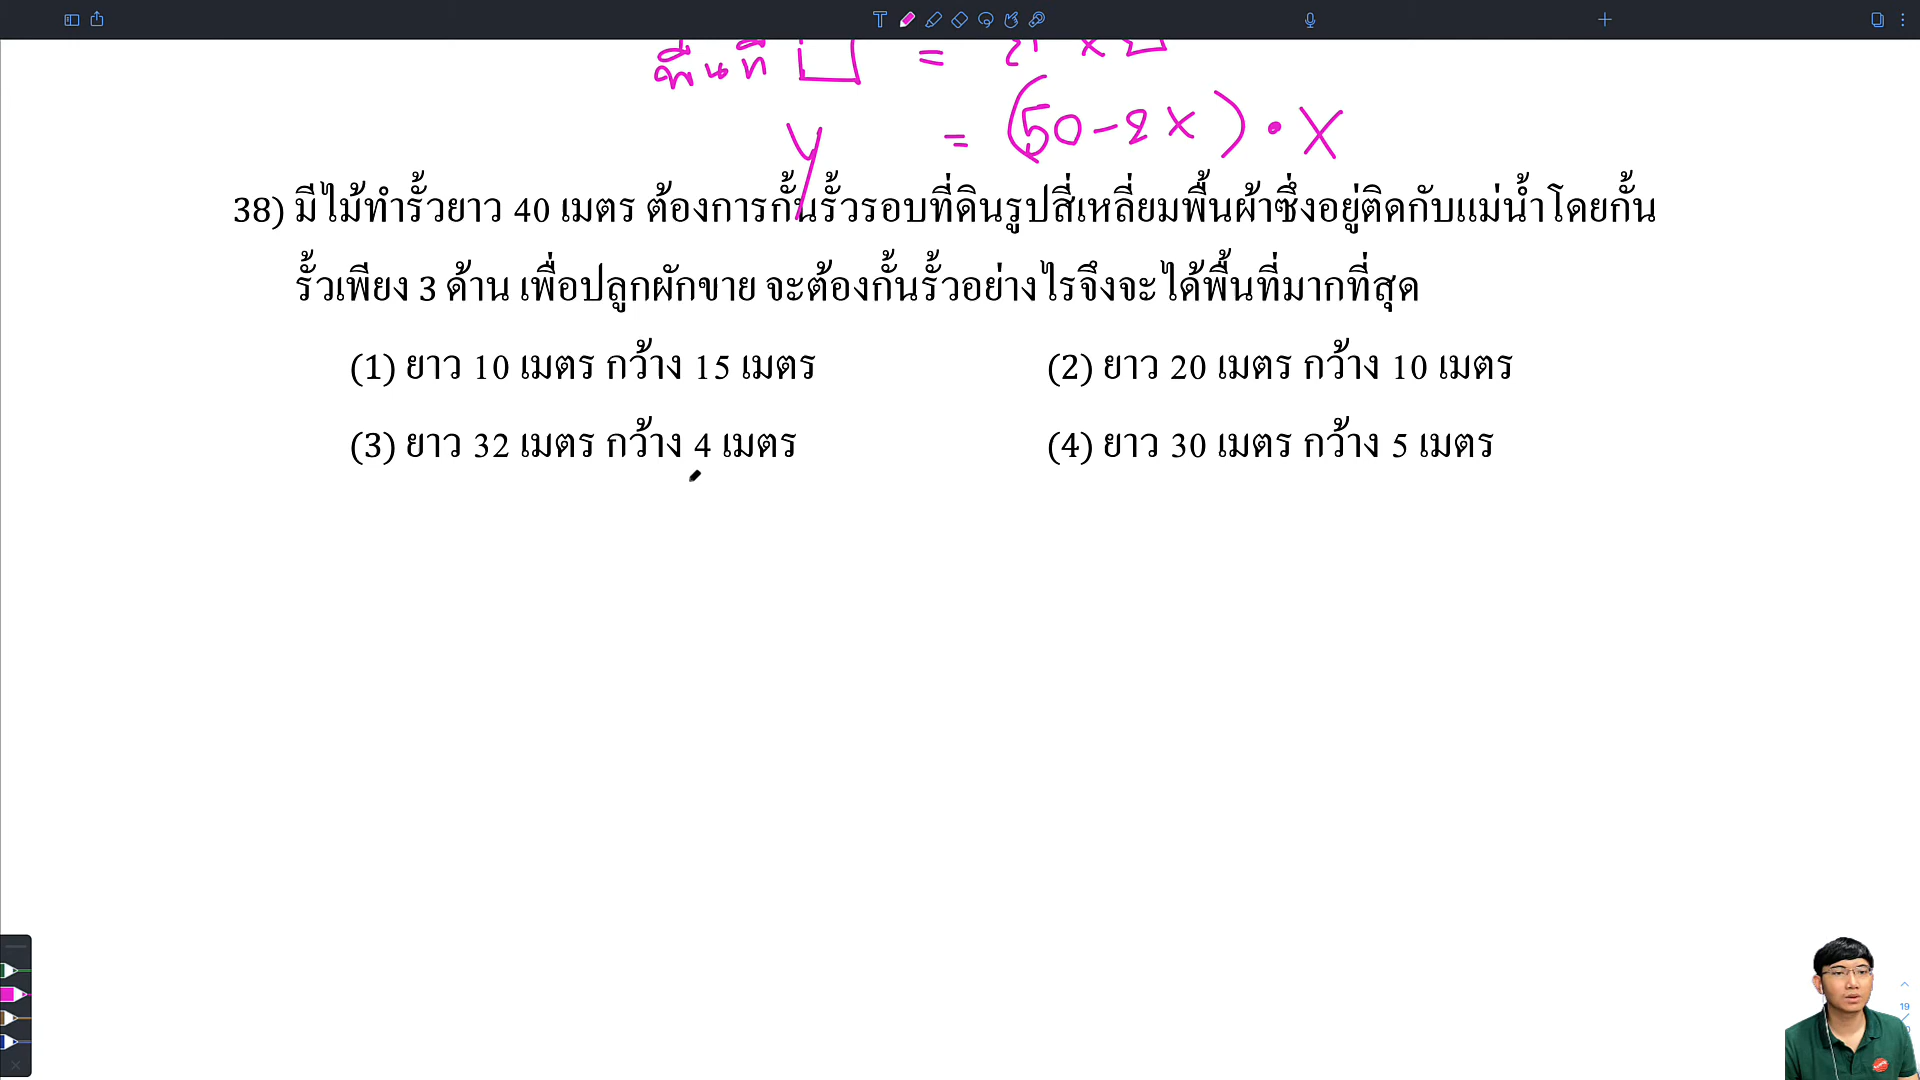 พื้นที่ =
y = (50-2x) • x
38) มีไม้ทำรั้วยาว 40 เมตร ต้องการกั้นรั้วรอบที่ดินรูปสี่เหลี่ยมพื้นผ้าซึ่งอยู่ติดกับแม่น้ำโดยกั้น
รั้วเพียง 3 ด้าน เพื่อปลูกผักขาย จะต้องกั้นรั้วอย่างไรจึงจะได้พื้นที่มากที่สุด
(1) ยาว 10 เมตร กว้าง 15 เมตร (2) ยาว 20 เมตร กว้าง 10 เมตร
(3) ยาว 32 เมตร กว้าง 4 เมตร (4) ยาว 30 เมตร กว้าง 5 เมตร
19